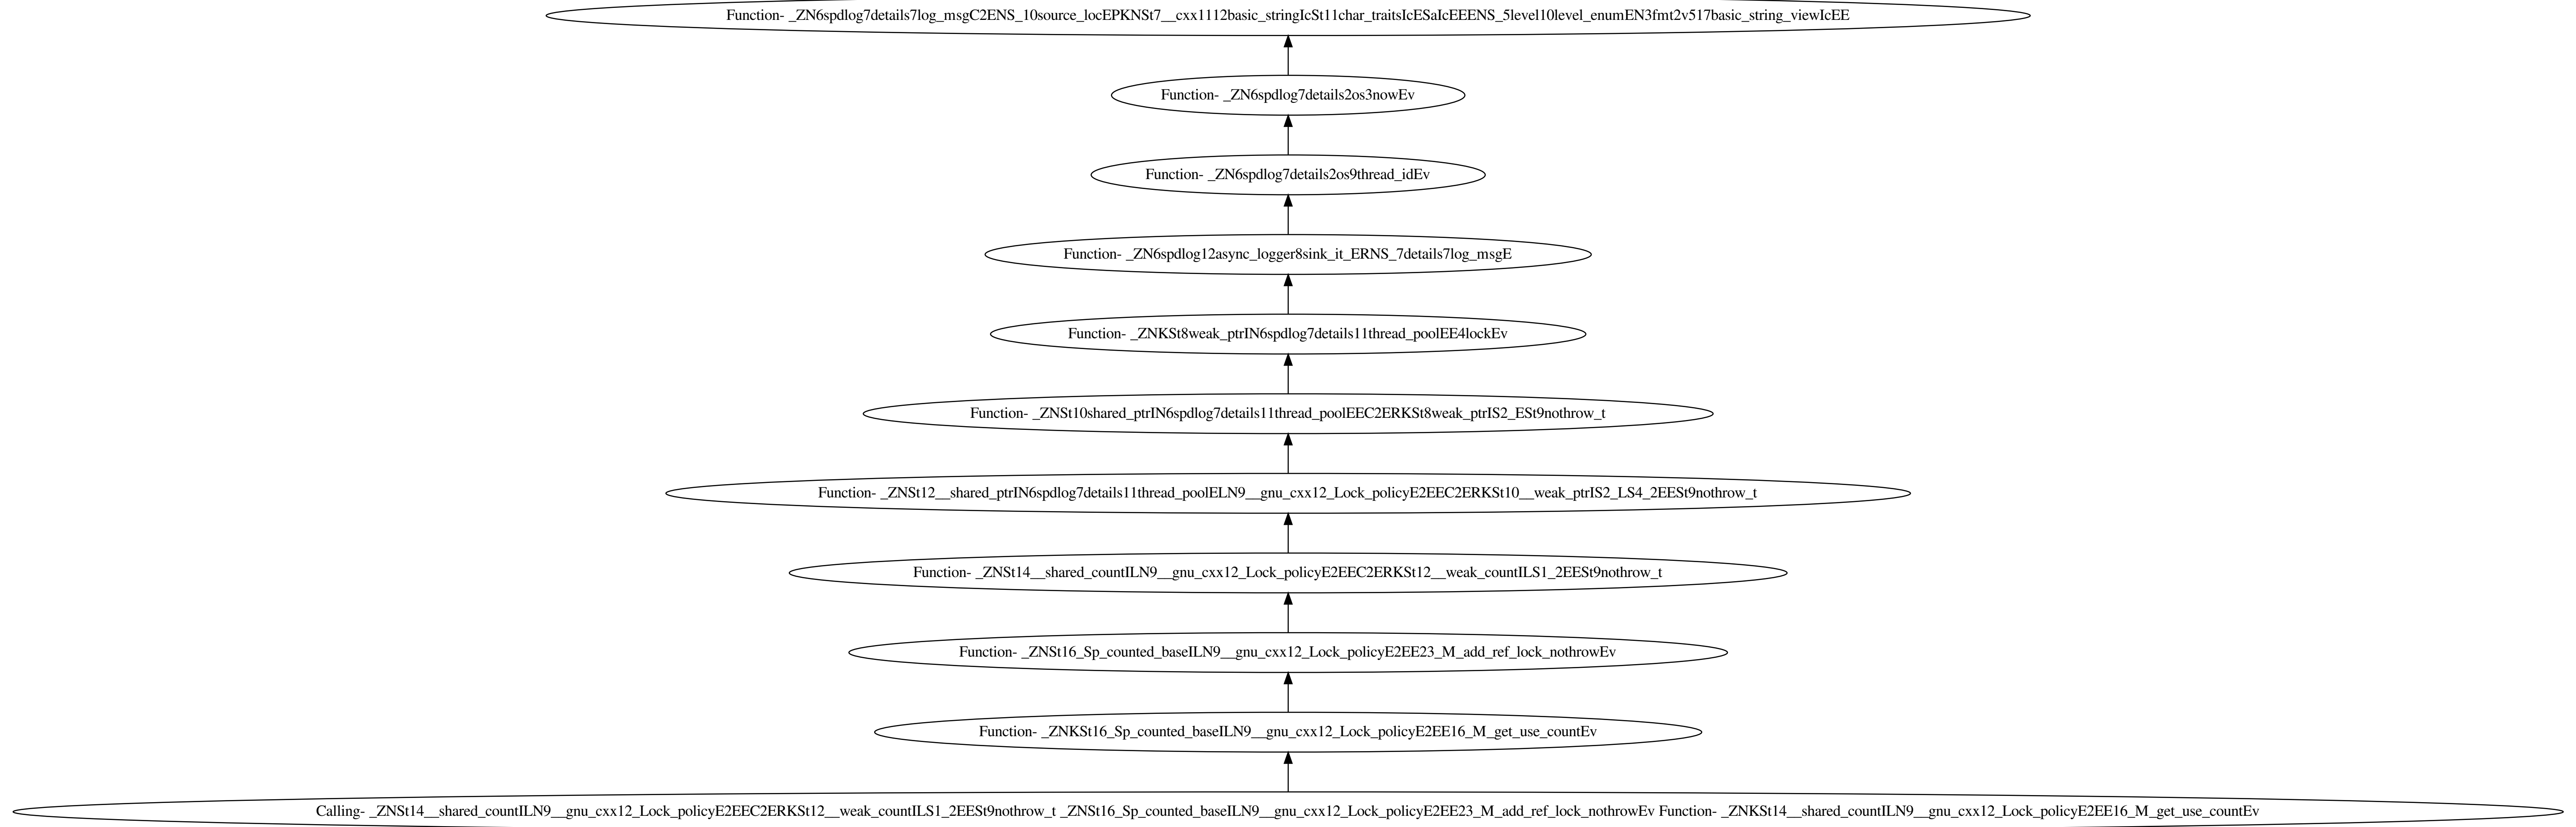 Function- _ZN6spdlog7details7log_msgC2ENS_10source_locEPKNSt7__cxx1112basic_stringIcSt11char_traitsIcESaIcEEENS_5level10level_enumEN3fmt2v517basic_string_viewIcEE
Function- _ZN6spdlog7details2os3nowEv
Function- _ZN6spdlog7details2os9thread_idEv
Function- _ZN6spdlog12async_logger8sink_it_ERNS_7details7log_msgE
Function- _ZNKSt8weak_ptrIN6spdlog7details11thread_poolEE4lockEv
Function- _ZNSt10shared_ptrIN6spdlog7details11thread_poolEEC2ERKSt8weak_ptrIS2_ESt9nothrow_t
Function- _ZNSt12__shared_ptrIN6spdlog7details11thread_poolELN9__gnu_cxx12_Lock_policyE2EEC2ERKSt10__weak_ptrIS2_LS4_2EESt9nothrow_t
Function- _ZNSt14__shared_countILN9__gnu_cxx12_Lock_policyE2EEC2ERKSt12__weak_countILS1_2EESt9nothrow_t
Function- _ZNSt16_Sp_counted_baseILN9__gnu_cxx12_Lock_policyE2EE23_M_add_ref_lock_nothrowEv
Function- _ZNKSt16_Sp_counted_baseILN9__gnu_cxx12_Lock_policyE2EE16_M_get_use_countEv
Calling- _ZNSt14__shared_countILN9__gnu_cxx12_Lock_policyE2EEC2ERKSt12__weak_countILS1_2EESt9nothrow_t _ZNSt16_Sp_counted_baseILN9__gnu_cxx12_Lock_policyE2EE23_M_add_ref_lock_nothrowEv Function- _ZNKSt14__shared_countILN9__gnu_cxx12_Lock_policyE2EE16_M_get_use_countEv